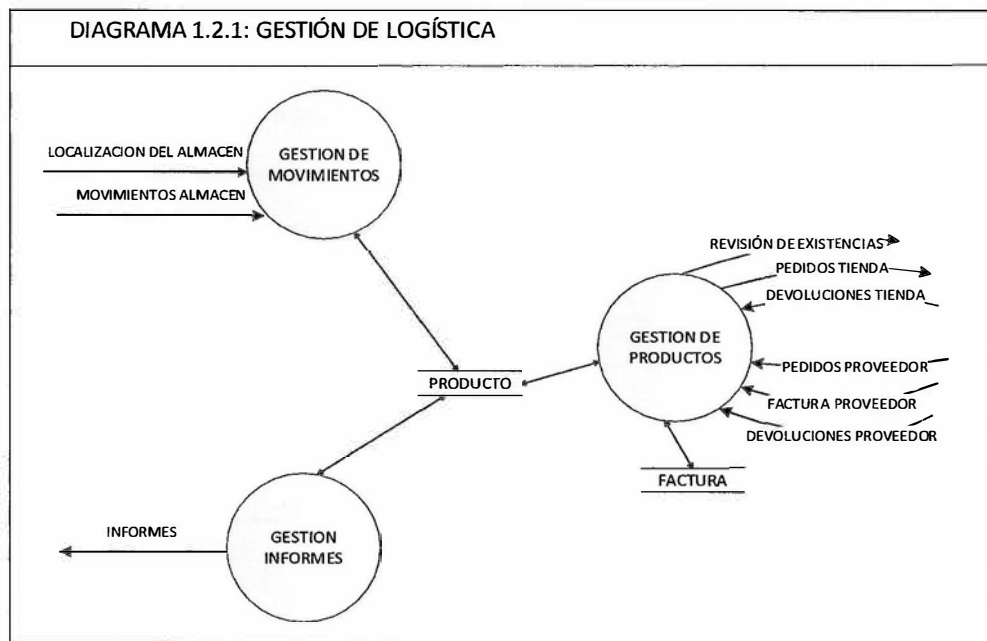 DIAGRAMA 1.2.1: GESTIÓN DE LOGÍSTICA
LOCALIZACION DEL ALMACEN
MOVIMIENTOS ALMACEN
GESTION DE
MOVIMIENTOS
REVISIÓN DE EXISTENCIAS
PEDIDOS TIENDA
DEVOLUCIONES TIENDA
GESTION DE
PRODUCTOS
PEDIDOS PROVEEDOR
FACTURA PROVEEDOR
DEVOLUCIONES PROVEEDOR
PRODUCTO
FACTURA
INFORMES
GESTION
INFORMES